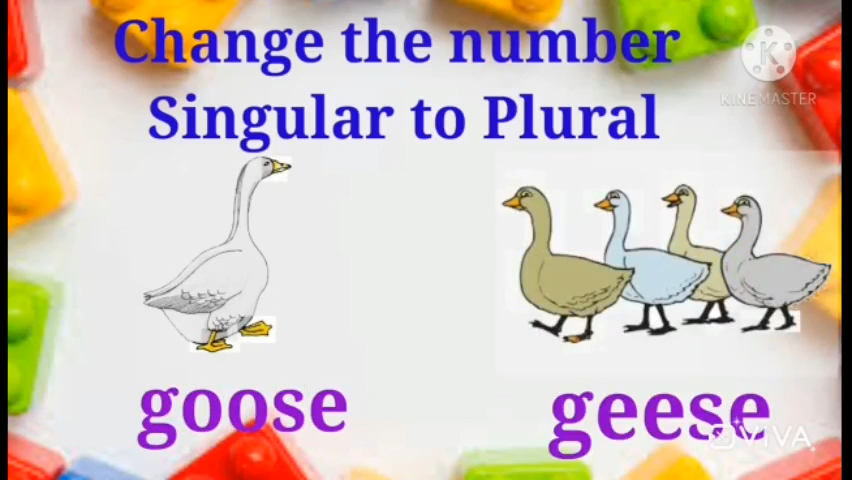 Change the number
Singular to Plural
K
KINEMASTER
goose
geese
VIVA